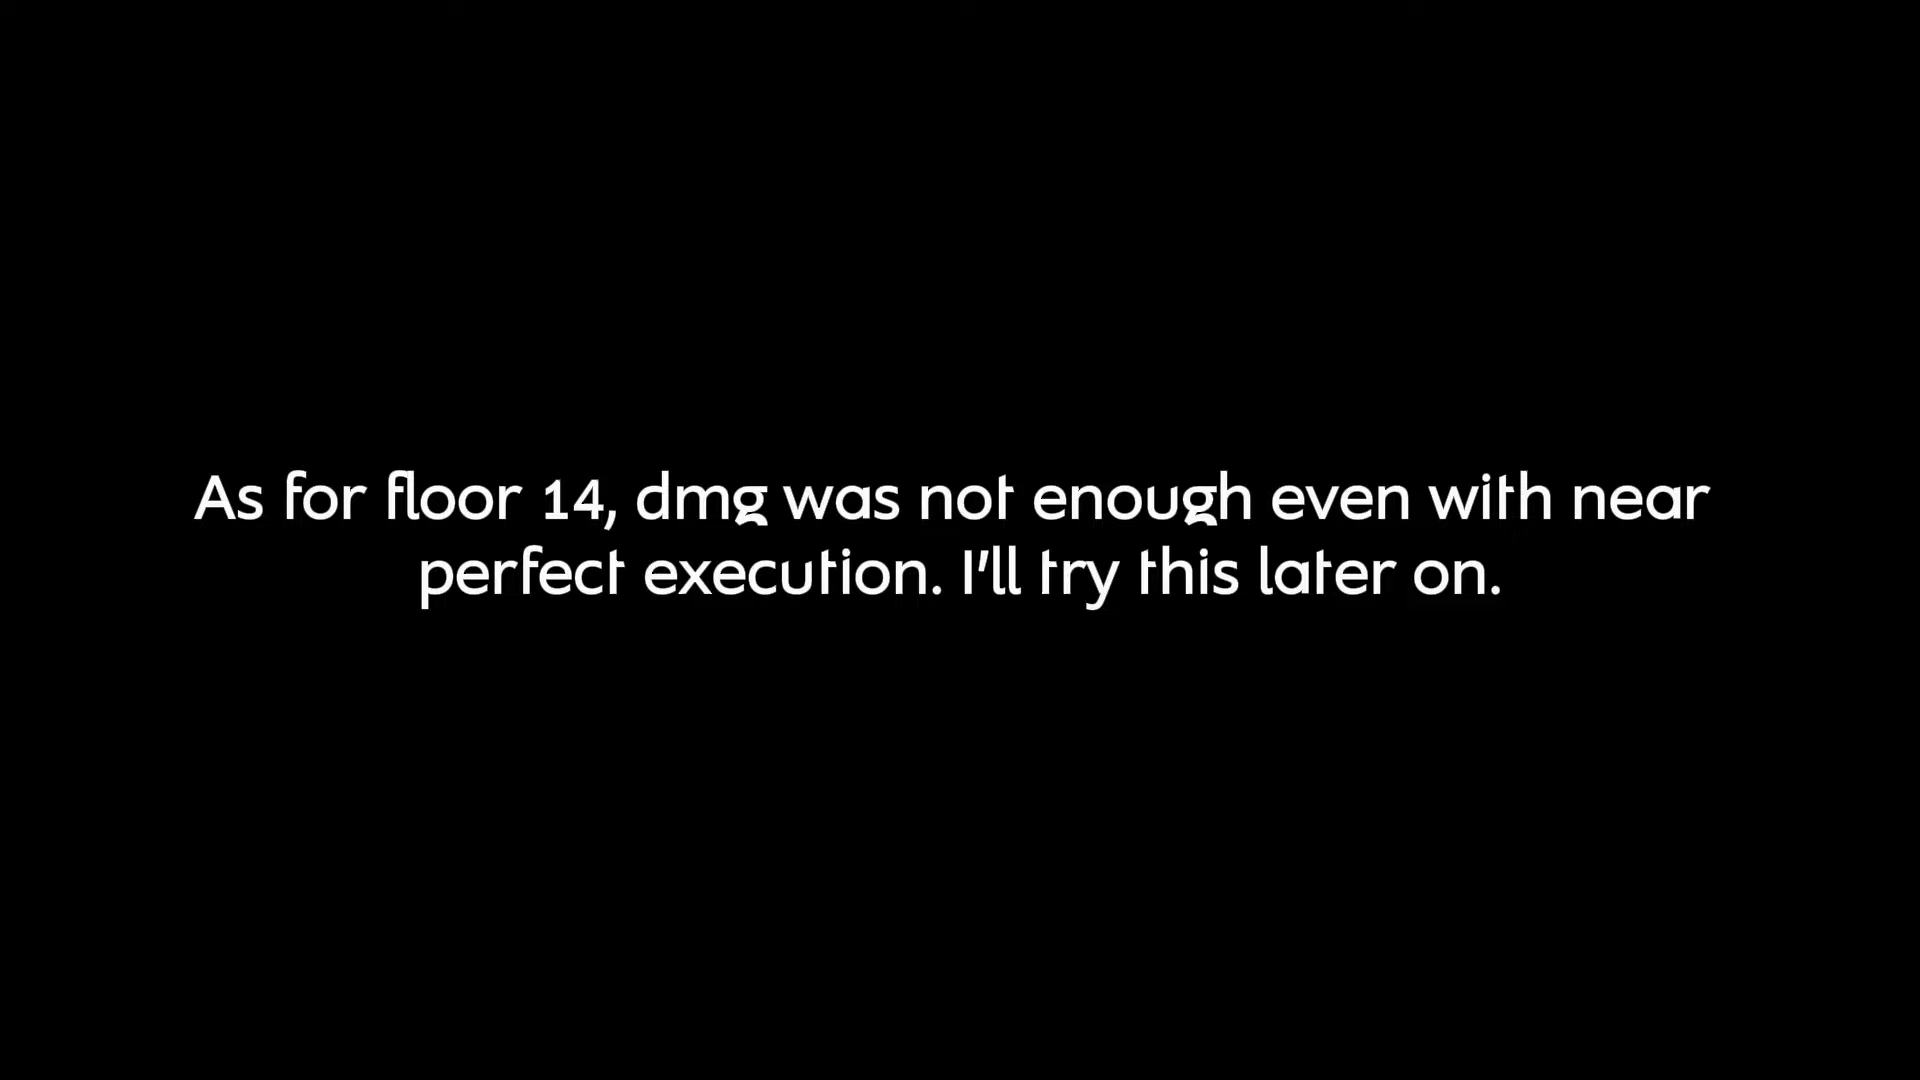 As for floor 14, dmg was not enough even with near
perfect execution. I'll try this later on.